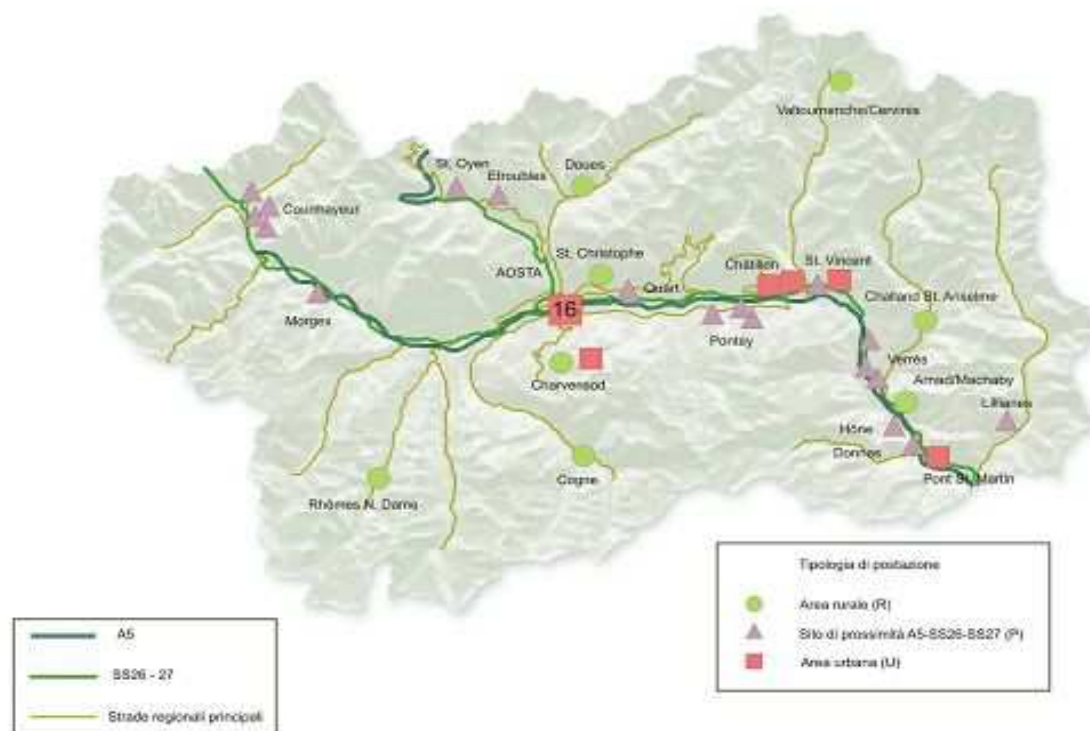 Valtournenche/Cervinia
St. Oyen
Etroubles
Doues
Courmayeur
St. Christophe
AOSTA
Quart
Châtillon
St. Vincent
16
Challand St. Anselme
Morgex
Pontey
Verrès
Charvensod
Arnad/Machaby
Lillianes
Hône
Donnas
Cogne
Pont St. Martin
Rhêmes N. Dame
Tipologia di postazione
Area rurale (R)
Sito di prossimità A5-SS26-SS27 (P)
Area urbana (U)
A5
SS26 - 27
Strade regionali principali